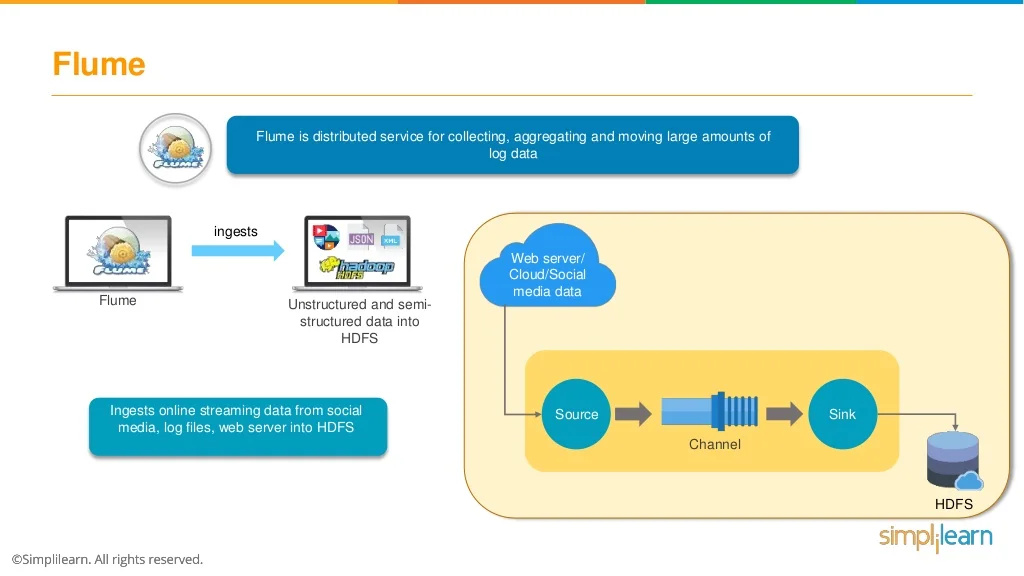 Flume
FLUME
Flume is distributed service for collecting, aggregating and moving large amounts of
log data
FLUME
ingests
JSON
XML
hadoop
HDFS
Flume
Unstructured and semi-
structured data into
HDFS
Ingests online streaming data from social
media, log files, web server into HDFS
Web server/
Cloud/Social
media data
Source
Channel
Sink
HDFS
simplilearn
©Simplilearn. All rights reserved.